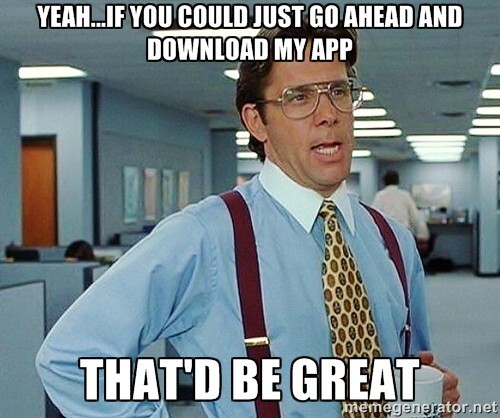 YEAH...IF YOU COULD JUST GO AHEAD AND
DOWNLOAD MY APP
THAT'D BE GREAT
memegenerator.net